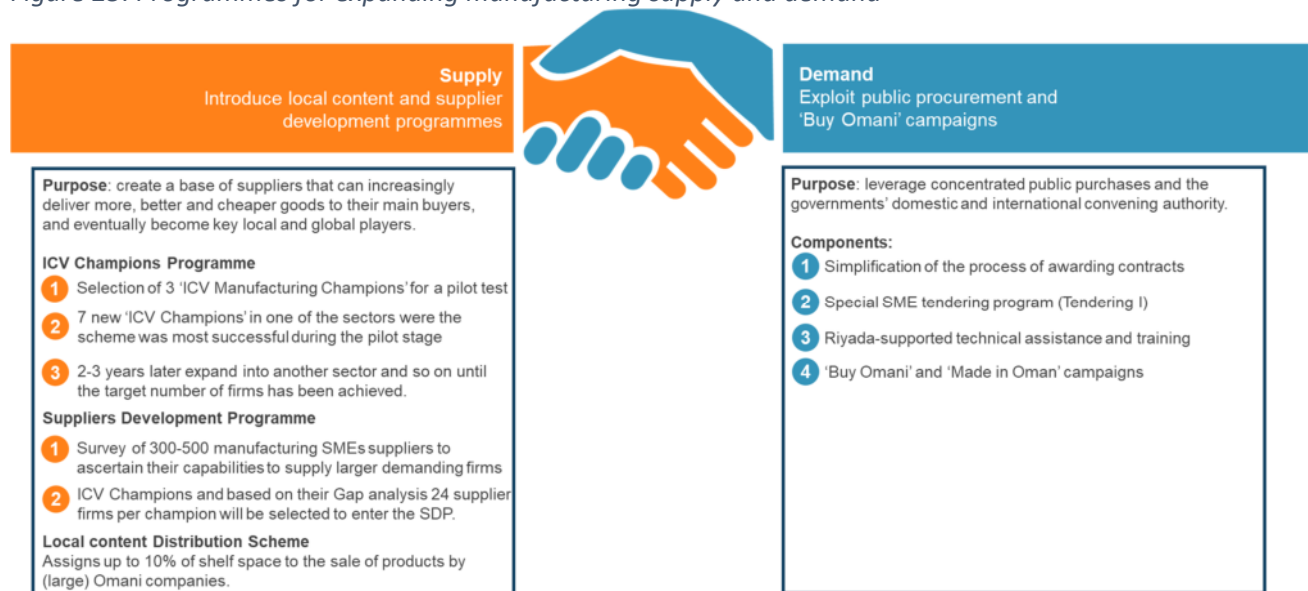 Figure 23: Programmes for expanding manufacturing supply and demand
Supply
Introduce local content and supplier
development programmes
Purpose: create a base of suppliers that can increasingly
deliver more, better and cheaper goods to their main buyers,
and eventually become key local and global players.
ICV Champions Programme
1 Selection of 3 'ICV Manufacturing Champions' for a pilot test
2 7 new 'ICV Champions' in one of the sectors were the
scheme was most successful during the pilot stage
3 2-3 years later expand into another sector and so on until
the target number of firms has been achieved.
Suppliers Development Programme
1 Survey of 300-500 manufacturing SMEs suppliers to
ascertain their capabilities to supply larger demanding firms
2 ICV Champions and based on their Gap analysis 24 supplier
firms per champion will be selected to enter the SDP.
Local content Distribution Scheme
Assigns up to 10% of shelf space to the sale of products by
(large) Omani companies.
Demand
Exploit public procurement and
'Buy Omani' campaigns
Purpose: leverage concentrated public purchases and the
governments' domestic and international convening authority.
Components:
1 Simplification of the process of awarding contracts
2 Special SME tendering program (Tendering I)
3 Riyada-supported technical assistance and training
4 'Buy Omani' and 'Made in Oman' campaigns